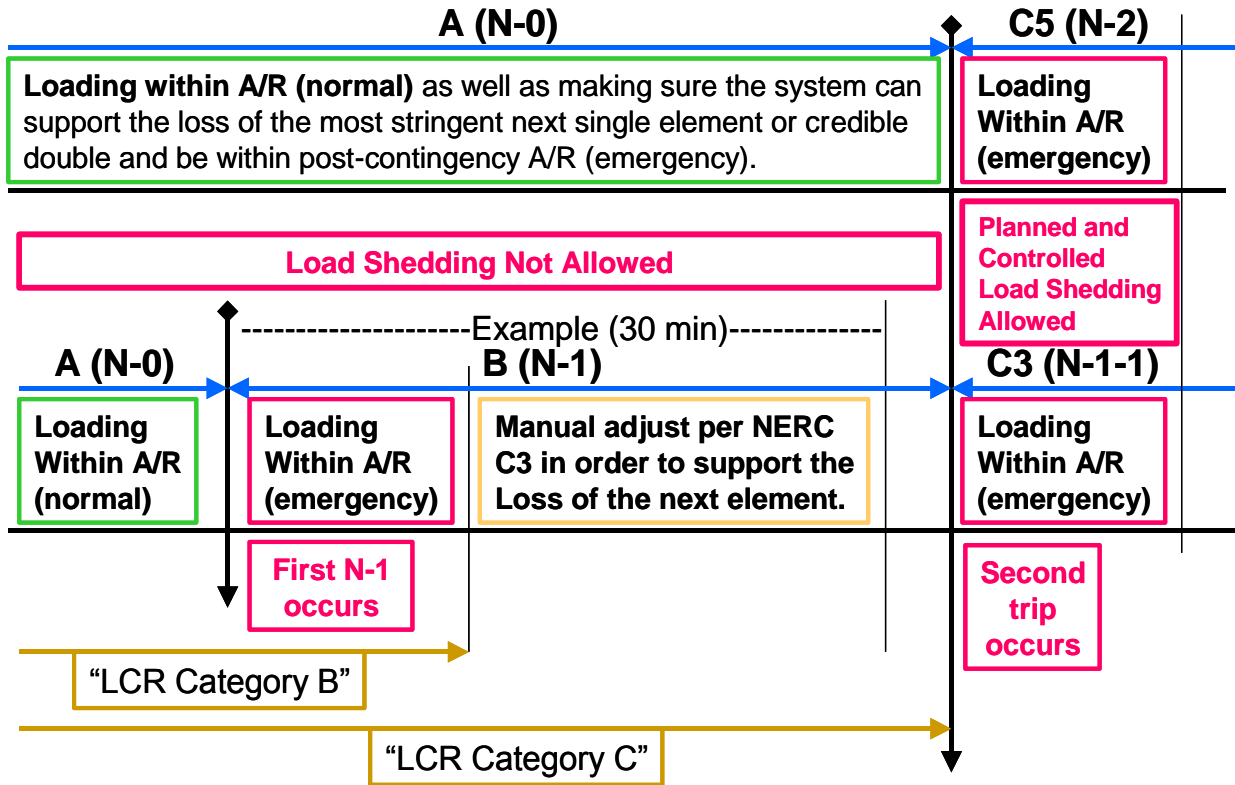 A (N-0)
C5 (N-2)
Loading within A/R (normal) as well as making sure the system can
support the loss of the most stringent next single element or credible
double and be within post-contingency A/R (emergency).
Loading
Within A/R
(emergency)
Load Shedding Not Allowed
Planned and
Controlled
Load Shedding
Allowed
--------------------Example (30 min)--------------
A (N-0)
B (N-1)
C3 (N-1-1)
Loading
Within A/R
(normal)
Loading
Within A/R
(emergency)
Manual adjust per NERC
C3 in order to support the
Loss of the next element.
Loading
Within A/R
(emergency)
First N-1
occurs
Second
trip
occurs
“LCR Category B”
“LCR Category C”